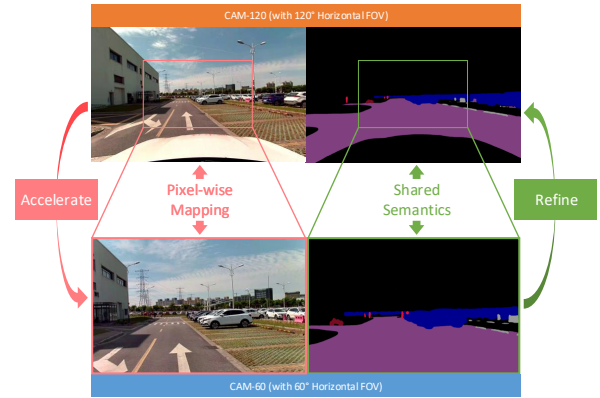 CAM-120 (with 120° Horizontal FOV)
Accelerate
Pixel-wise
Mapping
Shared
Semantics
Refine
CAM-60 (with 60° Horizontal FOV)